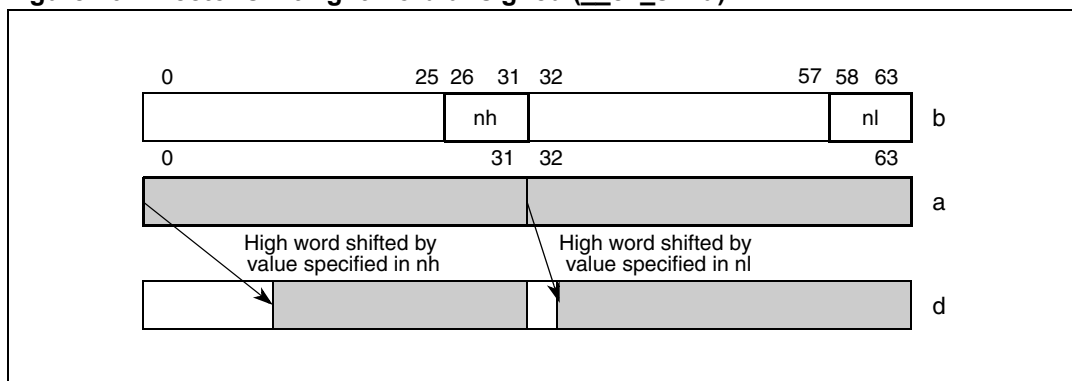 0 25 26 31 32 57 58 63
nh nl b
0 31 32 63
a
High word shifted by High word shifted by
value specified in nh value specified in nl
d